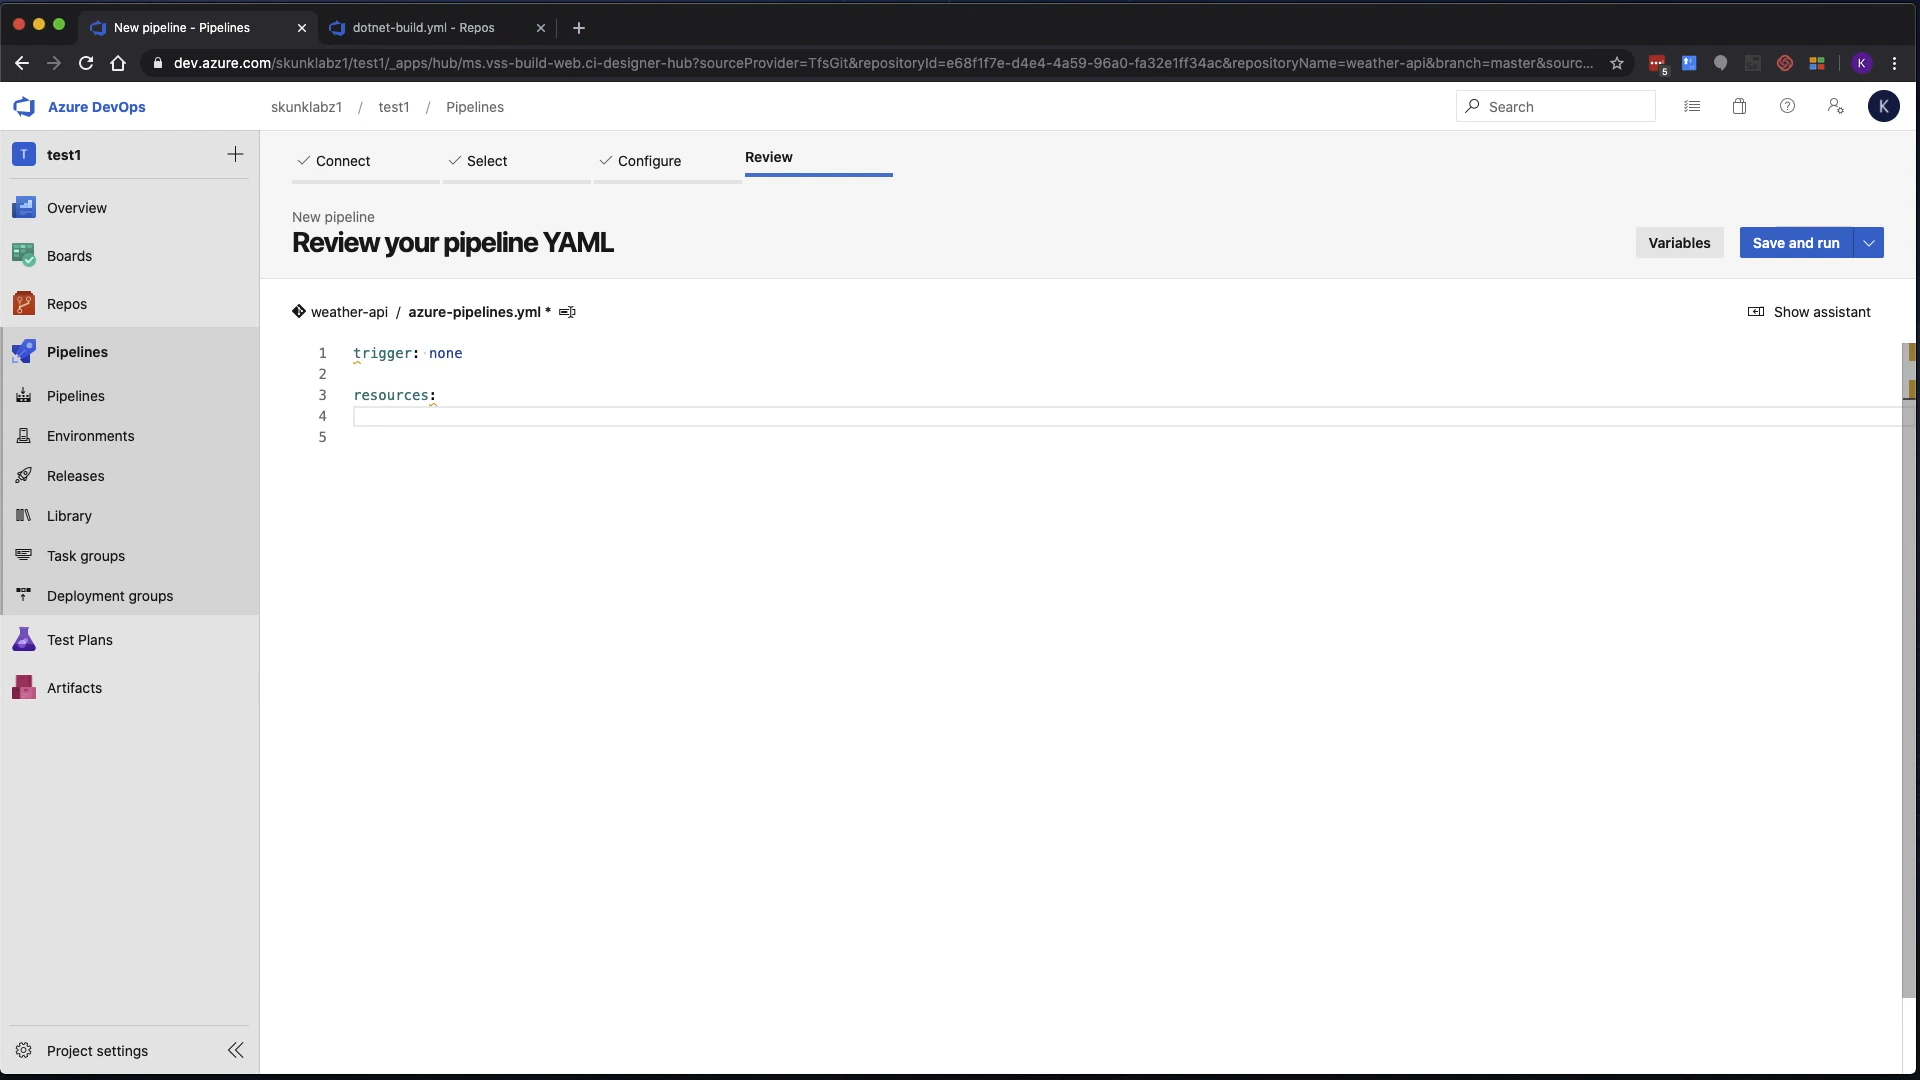 New pipeline - Pipelines
dotnet-build.yml - Repos
dev.azure.com/skunklabz1/test1/_apps/hub/ms.vss-build-web.ci-designer-hub?sourceProvider=TfsGit&repositoryId=e68f1f7e-d4e4-4a59-96a0-fa32e1ff34ac&repositoryName=weather-api&branch=master&sourc...
5
K
Azure DevOps
skunklabz1 / test1 / Pipelines
Search
K
T test1
Connect
Select
Configure
Review
Overview
Boards
Repos
Pipelines
Pipelines
Environments
Releases
Library
Task groups
Deployment groups
Test Plans
Artifacts
Project settings
New pipeline
Review your pipeline YAML
Variables
Save and run
weather-api / azure-pipelines.yml *
Show assistant
1 trigger: none
2
3 resources:
4
5